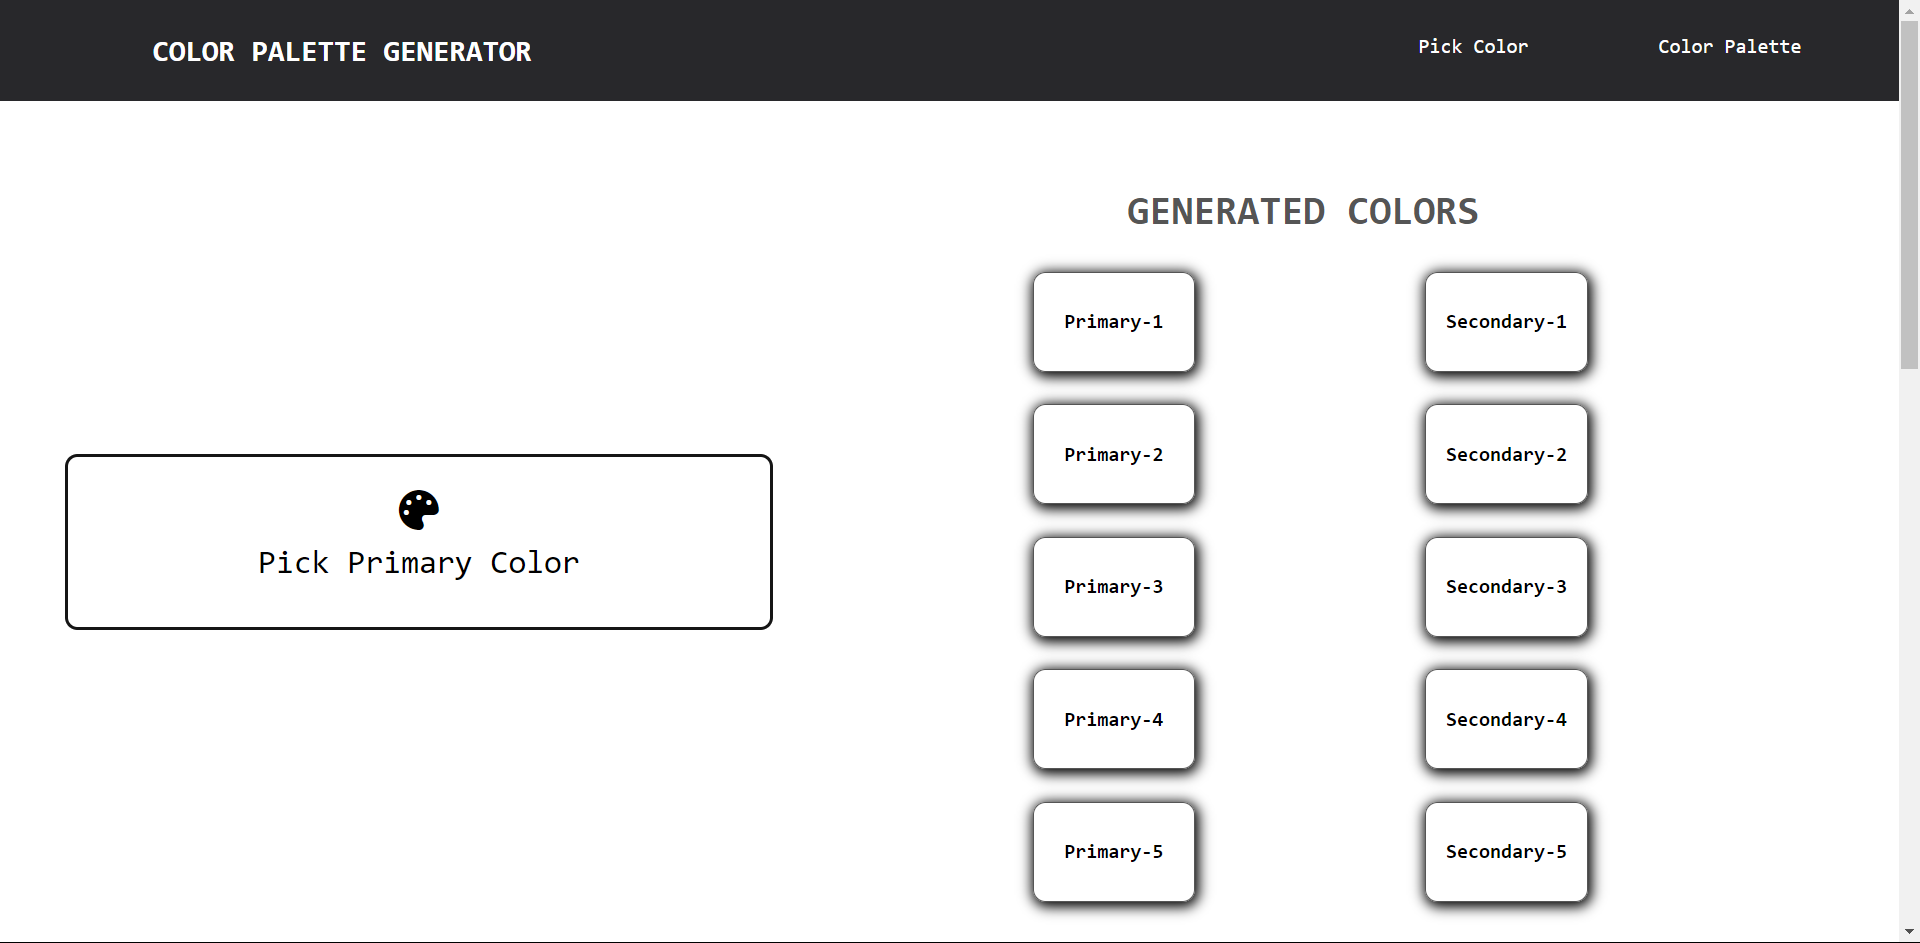 COLOR PALETTE GENERATOR
Pick Color
Color Palette
Pick Primary Color
GENERATED COLORS
Primary-1
Secondary-1
Primary-2
Secondary-2
Primary-3
Secondary-3
Primary-4
Secondary-4
Primary-5
Secondary-5